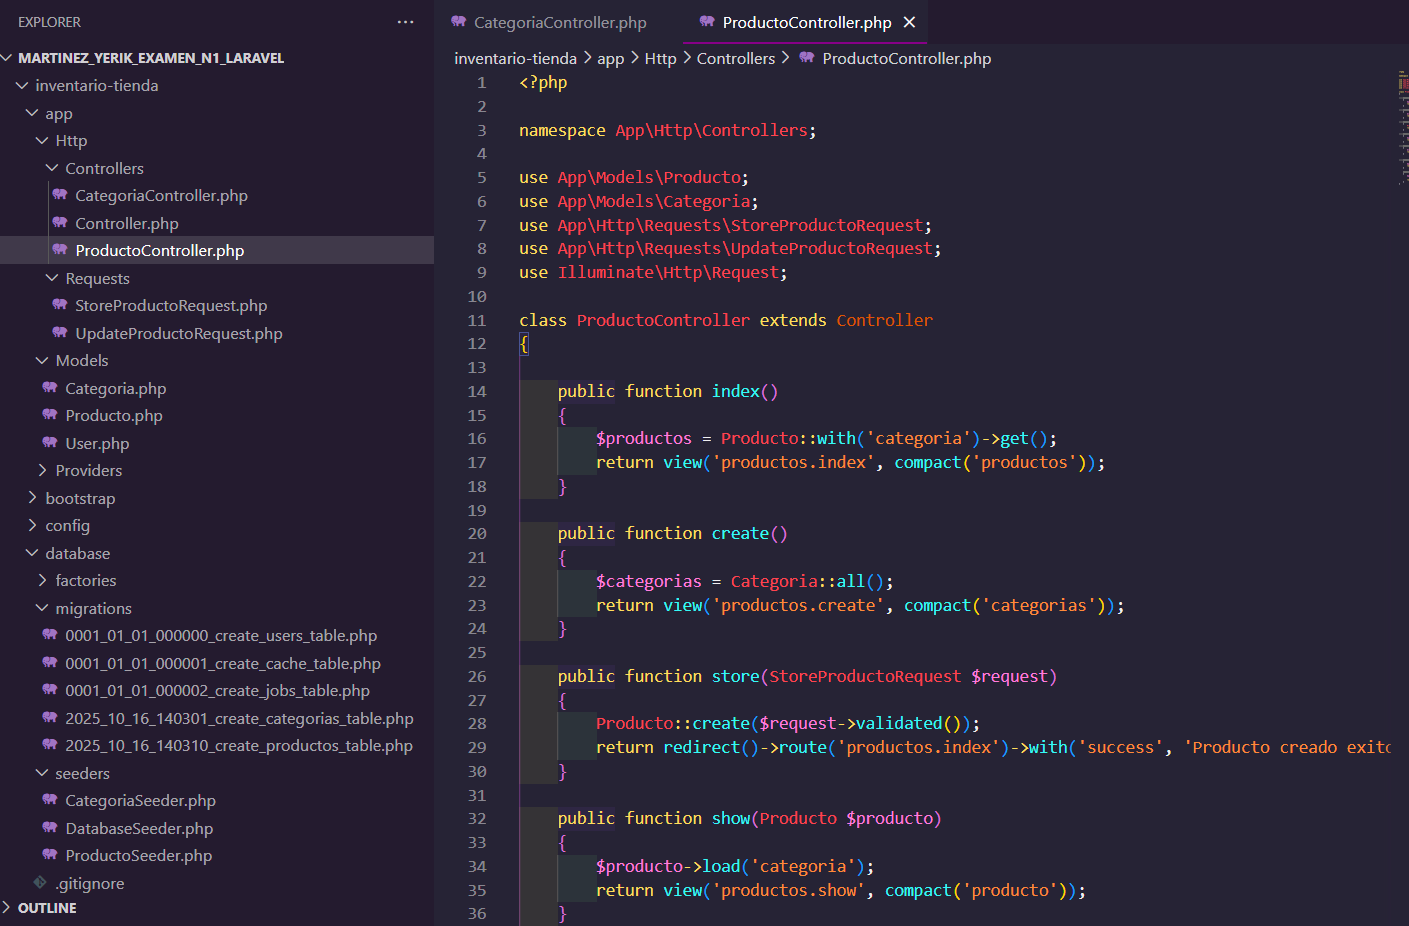 EXPLORER
MARTINEZ_YERIK_EXAMEN_N1_LARAVEL
inventario-tienda
app
Http
Controllers
CategoriaController.php
Controller.php
ProductoController.php
Requests
StoreProductoRequest.php
UpdateProductoRequest.php
Models
Categoria.php
Producto.php
User.php
Providers
bootstrap
config
database
factories
migrations
0001_01_01_000000_create_users_table.php
0001_01_01_000001_create_cache_table.php
0001_01_01_000002_create_jobs_table.php
2025_10_16_140301_create_categorias_table.php
2025_10_16_140310_create_productos_table.php
seeders
CategoriaSeeder.php
DatabaseSeeder.php
ProductoSeeder.php
.gitignore
OUTLINE
CategoriaController.php ProductoController.php
inventario-tienda > app > Http > Controllers > ProductoController.php
1 <?php
2
3 namespace App\Http\Controllers;
4
5 use App\Models\Producto;
6 use App\Models\Categoria;
7 use App\Http\Requests\StoreProductoRequest;
8 use App\Http\Requests\UpdateProductoRequest;
9 use Illuminate\Http\Request;
10
11 class ProductoController extends Controller
12 {
13
14     public function index()
15     {
16         $productos = Producto::with('categoria')->get();
17         return view('productos.index', compact('productos'));
18     }
19
20     public function create()
21     {
22         $categorias = Categoria::all();
23         return view('productos.create', compact('categorias'));
24     }
25
26     public function store(StoreProductoRequest $request)
27     {
28         Producto::create($request->validated());
29         return redirect()->route('productos.index')->with('success', 'Producto creado exito
30     }
31
32     public function show(Producto $producto)
33     {
34         $producto->load('categoria');
35         return view('productos.show', compact('producto'));
36     }